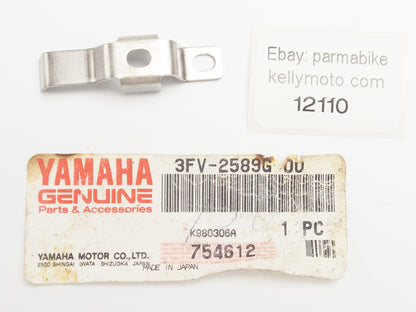 Ebay: parmabike
kellymoto.com
12110
YAMAHA
GENUINE
Parts & Accessories
3FV-2589G 00
K980306A
1 PC
YAMAHA MOTOR CO., LTD.
2500 SHINGAI IWATA SHIZUOKA JAPAN
754612
MADE IN JAPAN